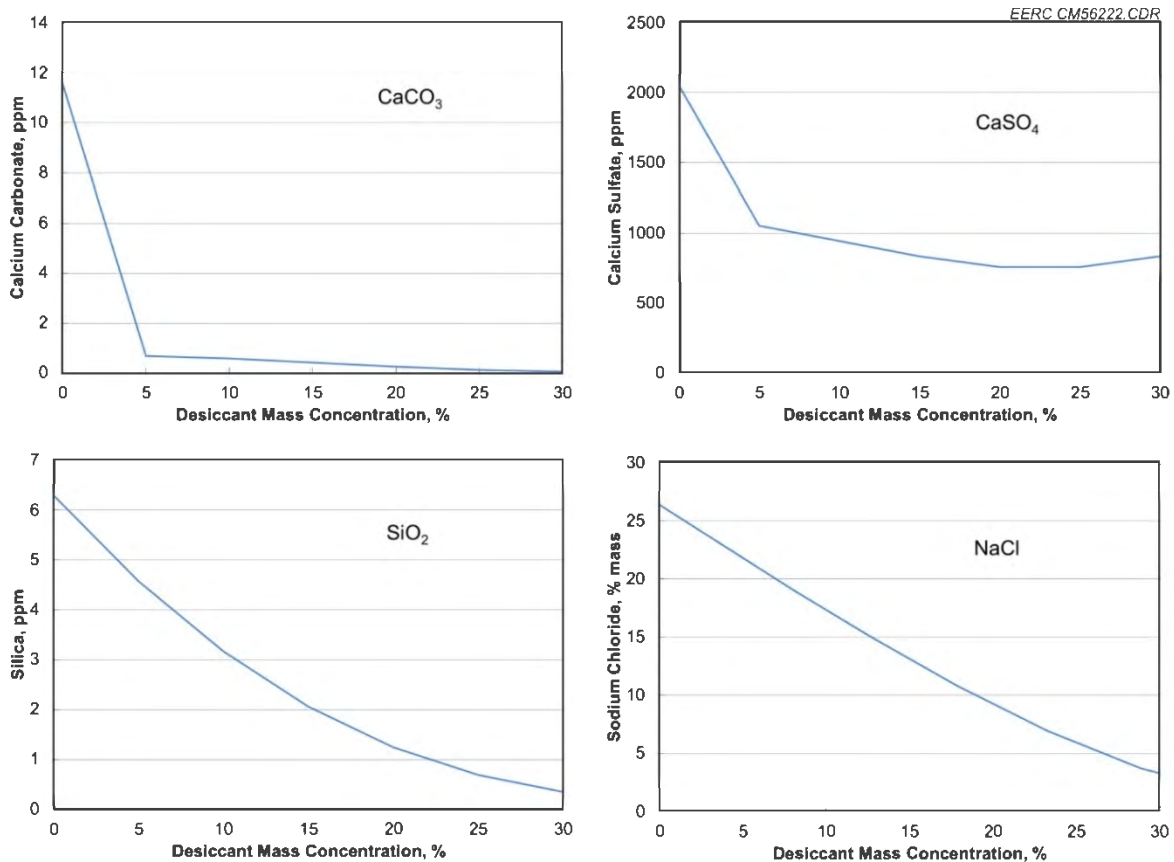 EERC CM56222.CDR
14
12
10
8
6
4
2
0
Calcium Carbonate, ppm
CaCO₃
0 5 10 15 20 25 30
Desiccant Mass Concentration, %
2500
2000
1500
1000
500
0
Calcium Sulfate, ppm
CaSO₄
0 5 10 15 20 25 30
Desiccant Mass Concentration, %
7
6
5
4
3
2
1
0
Silica, ppm
SiO₂
0 5 10 15 20 25 30
Desiccant Mass Concentration, %
30
25
20
15
10
5
0
Sodium Chloride, % mass
NaCl
0 5 10 15 20 25 30
Desiccant Mass Concentration, %